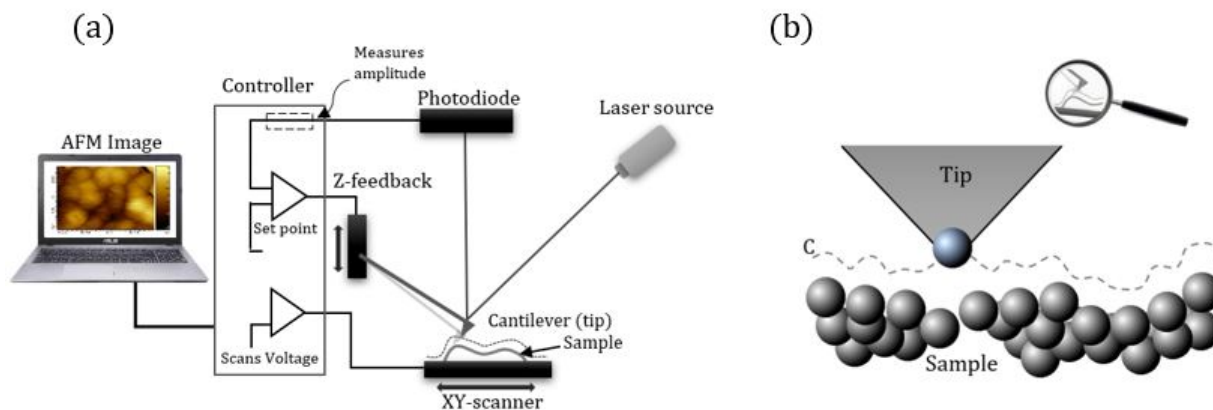 (a)
Measures
amplitude
Controller
Photodiode
Laser source
AFM Image
Z-feedback
Set point
Cantilever (tip)
Sample
Scans Voltage
XY-scanner
ASUS
(b)
Tip
C
Sample